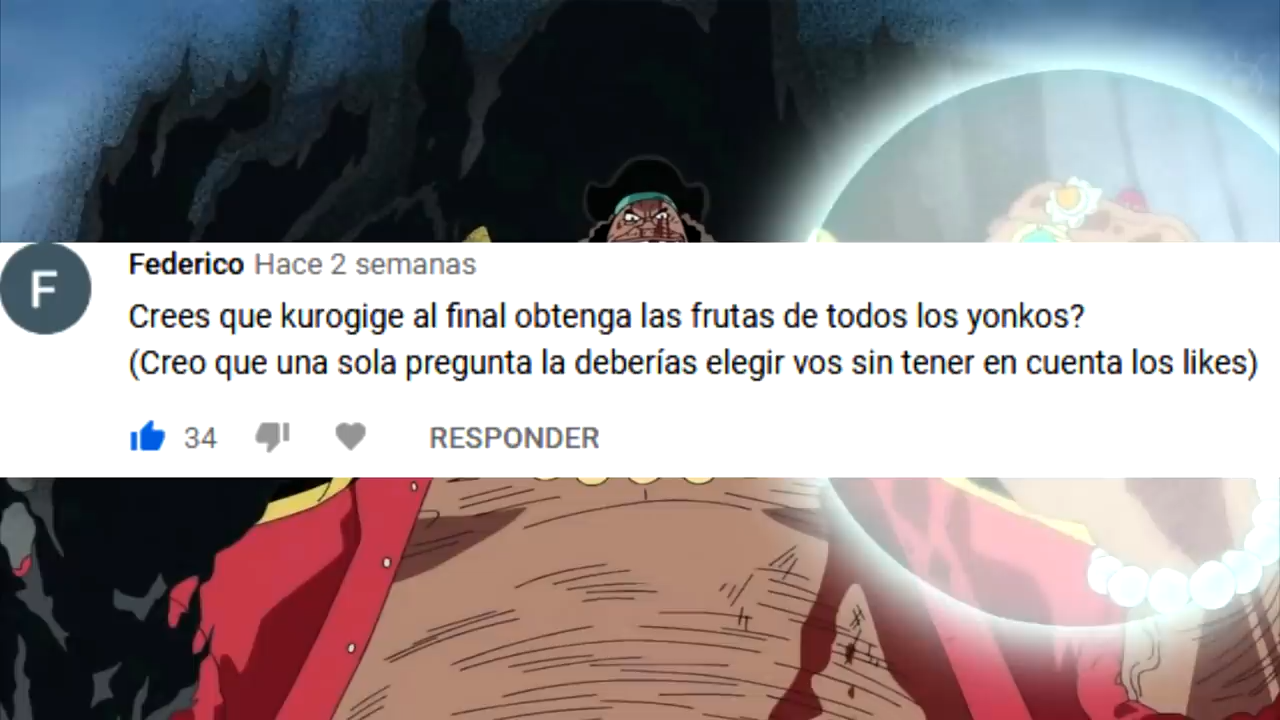 F
Federico Hace 2 semanas
Crees que kurogige al final obtenga las frutas de todos los yonkos?
(Creo que una sola pregunta la deberías elegir vos sin tener en cuenta los likes)
34
RESPONDER